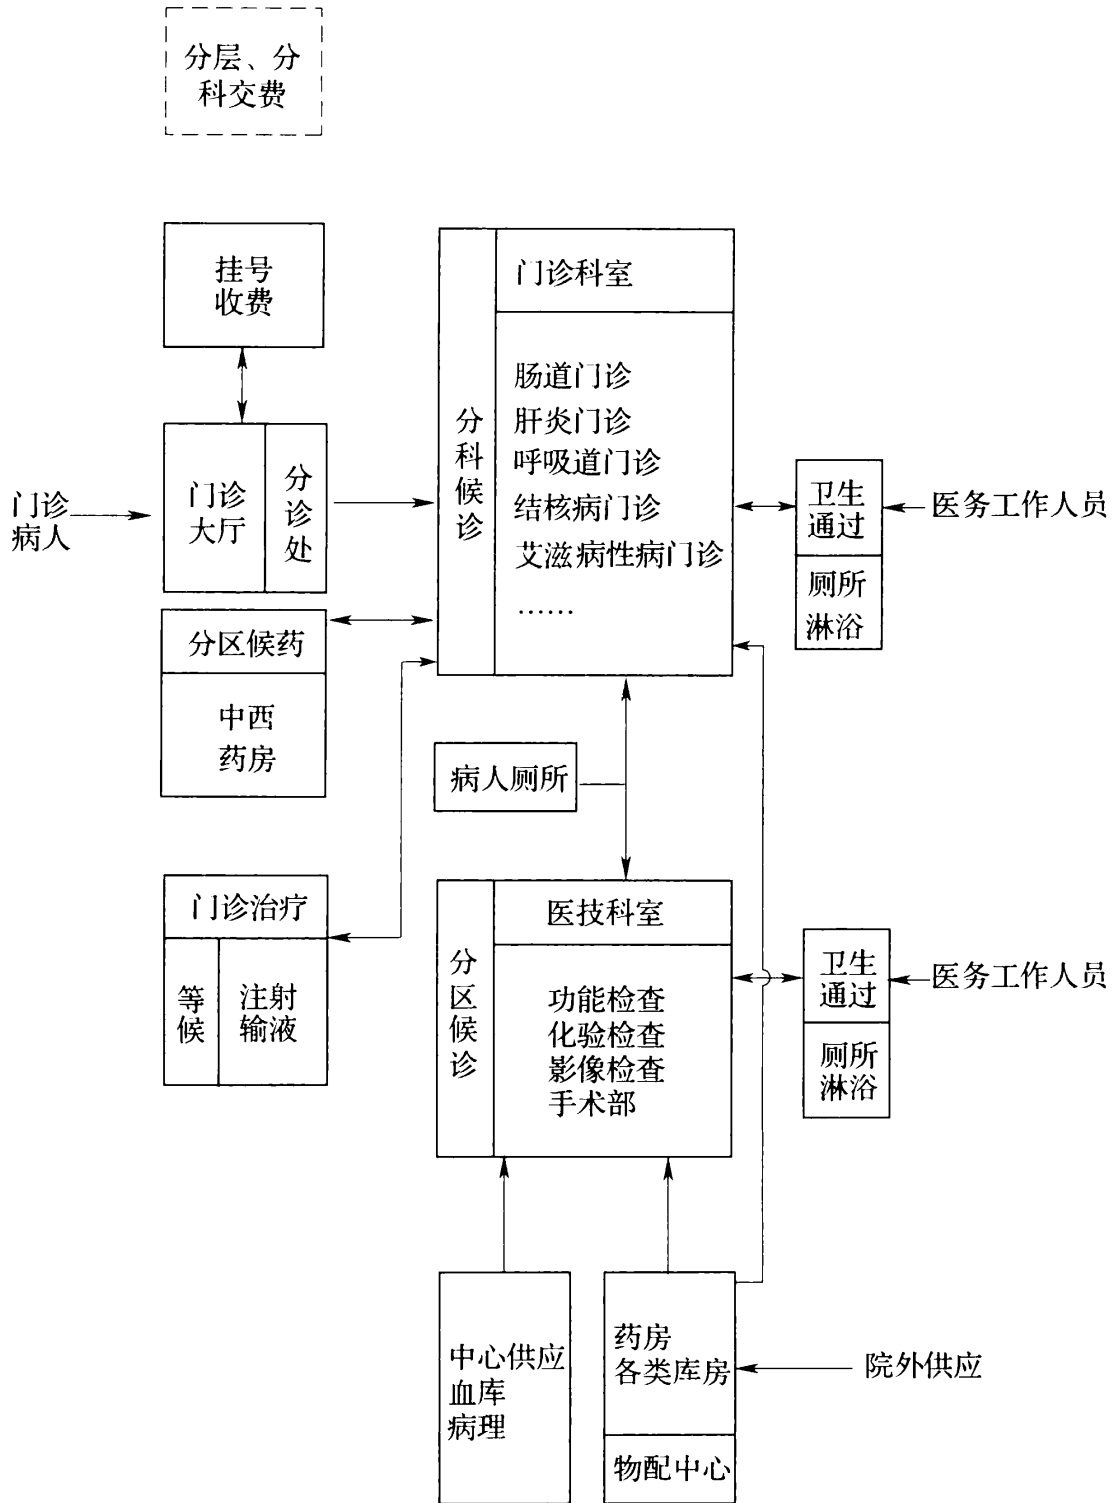 分层、分
科交费
挂号
收费
门诊科室
肠道门诊
肝炎门诊
呼吸道门诊
结核病门诊
艾滋病性病门诊
……
分科候诊
门诊
病人
门诊
大厅
分诊处
卫生
通过
医务工作人员
厕所
淋浴
分区候药
中西
药房
病人厕所
门诊治疗
等候
注射
输液
分区候诊
医技科室
功能检查
化验检查
影像检查
手术部
卫生
通过
医务工作人员
厕所
淋浴
中心供应
血库
病理
药房
各类库房
院外供应
物配中心